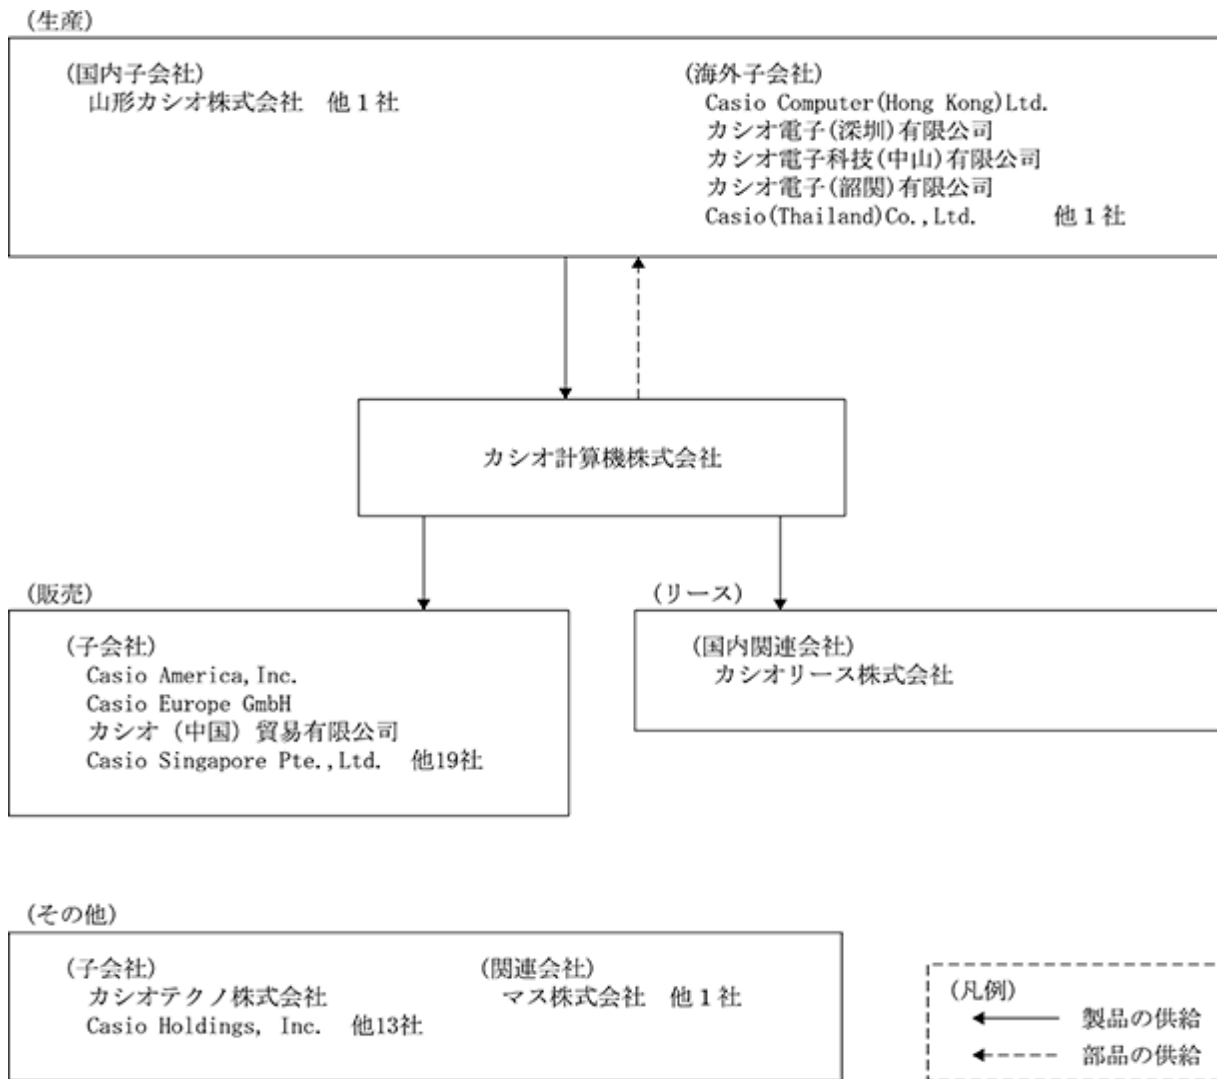 (生産)
(国内子会社)
山形カシオ株式会社　他１社
(海外子会社)
Casio Computer(Hong Kong)Ltd.
カシオ電子(深圳)有限公司
カシオ電子科技(中山)有限公司
カシオ電子(韶関)有限公司
Casio(Thailand)Co.,Ltd.　他１社
カシオ計算機株式会社
(販売)
(子会社)
Casio America,Inc.
Casio Europe GmbH
カシオ（中国）貿易有限公司
Casio Singapore Pte.,Ltd.　他19社
(リース)
(国内関連会社)
カシオリース株式会社
(その他)
(子会社)
カシオテクノ株式会社
Casio Holdings, Inc.　他13社
(関連会社)
マス株式会社　他１社
(凡例)
製品の供給
部品の供給